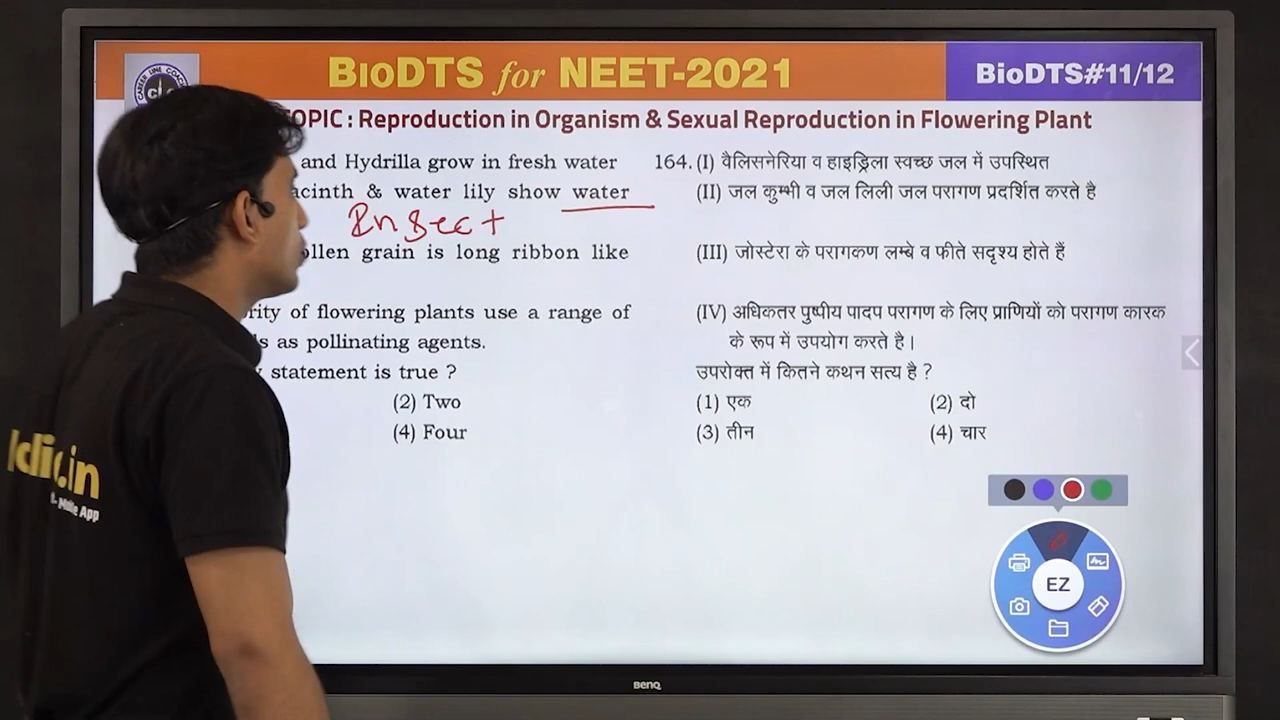 BIODTS for NEET-2021
BIODTS#11/12
TOPIC : Reproduction in Organism & Sexual Reproduction in Flowering Plant
and Hydrilla grow in fresh water
& water lily show water
Insect
grain is long ribbon like
of flowering plants use a range of
as pollinating agents.
statement is true ?
(2) Two
(4) Four
164. (I) वैलिसनेरिया व हाइड्रिला स्वच्छ जल में उपस्थित
(II) जल कुम्भी व जल लिली जल परागण प्रदर्शित करते है
(III) जोस्टेरा के परागकण लम्बे व फीते सदृश्य होते हैं
(IV) अधिकतर पुष्पीय पादप परागण के लिए प्राणियों को परागण कारक
के रूप में उपयोग करते है।
उपरोक्त में कितने कथन सत्य है ?
(1) एक (2) दो
(3) तीन (4) चार
EZ
BENQ